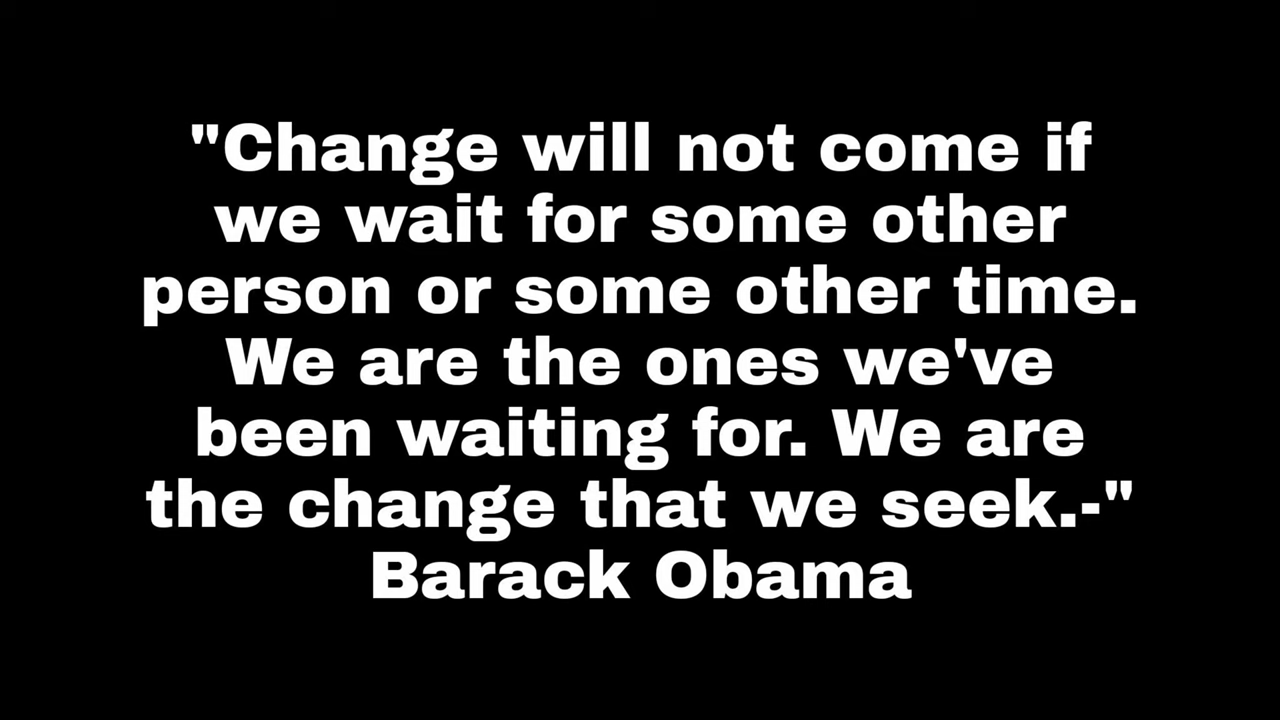 "Change will not come if
we wait for some other
person or some other time.
We are the ones we've
been waiting for. We are
the change that we seek.-"
Barack Obama